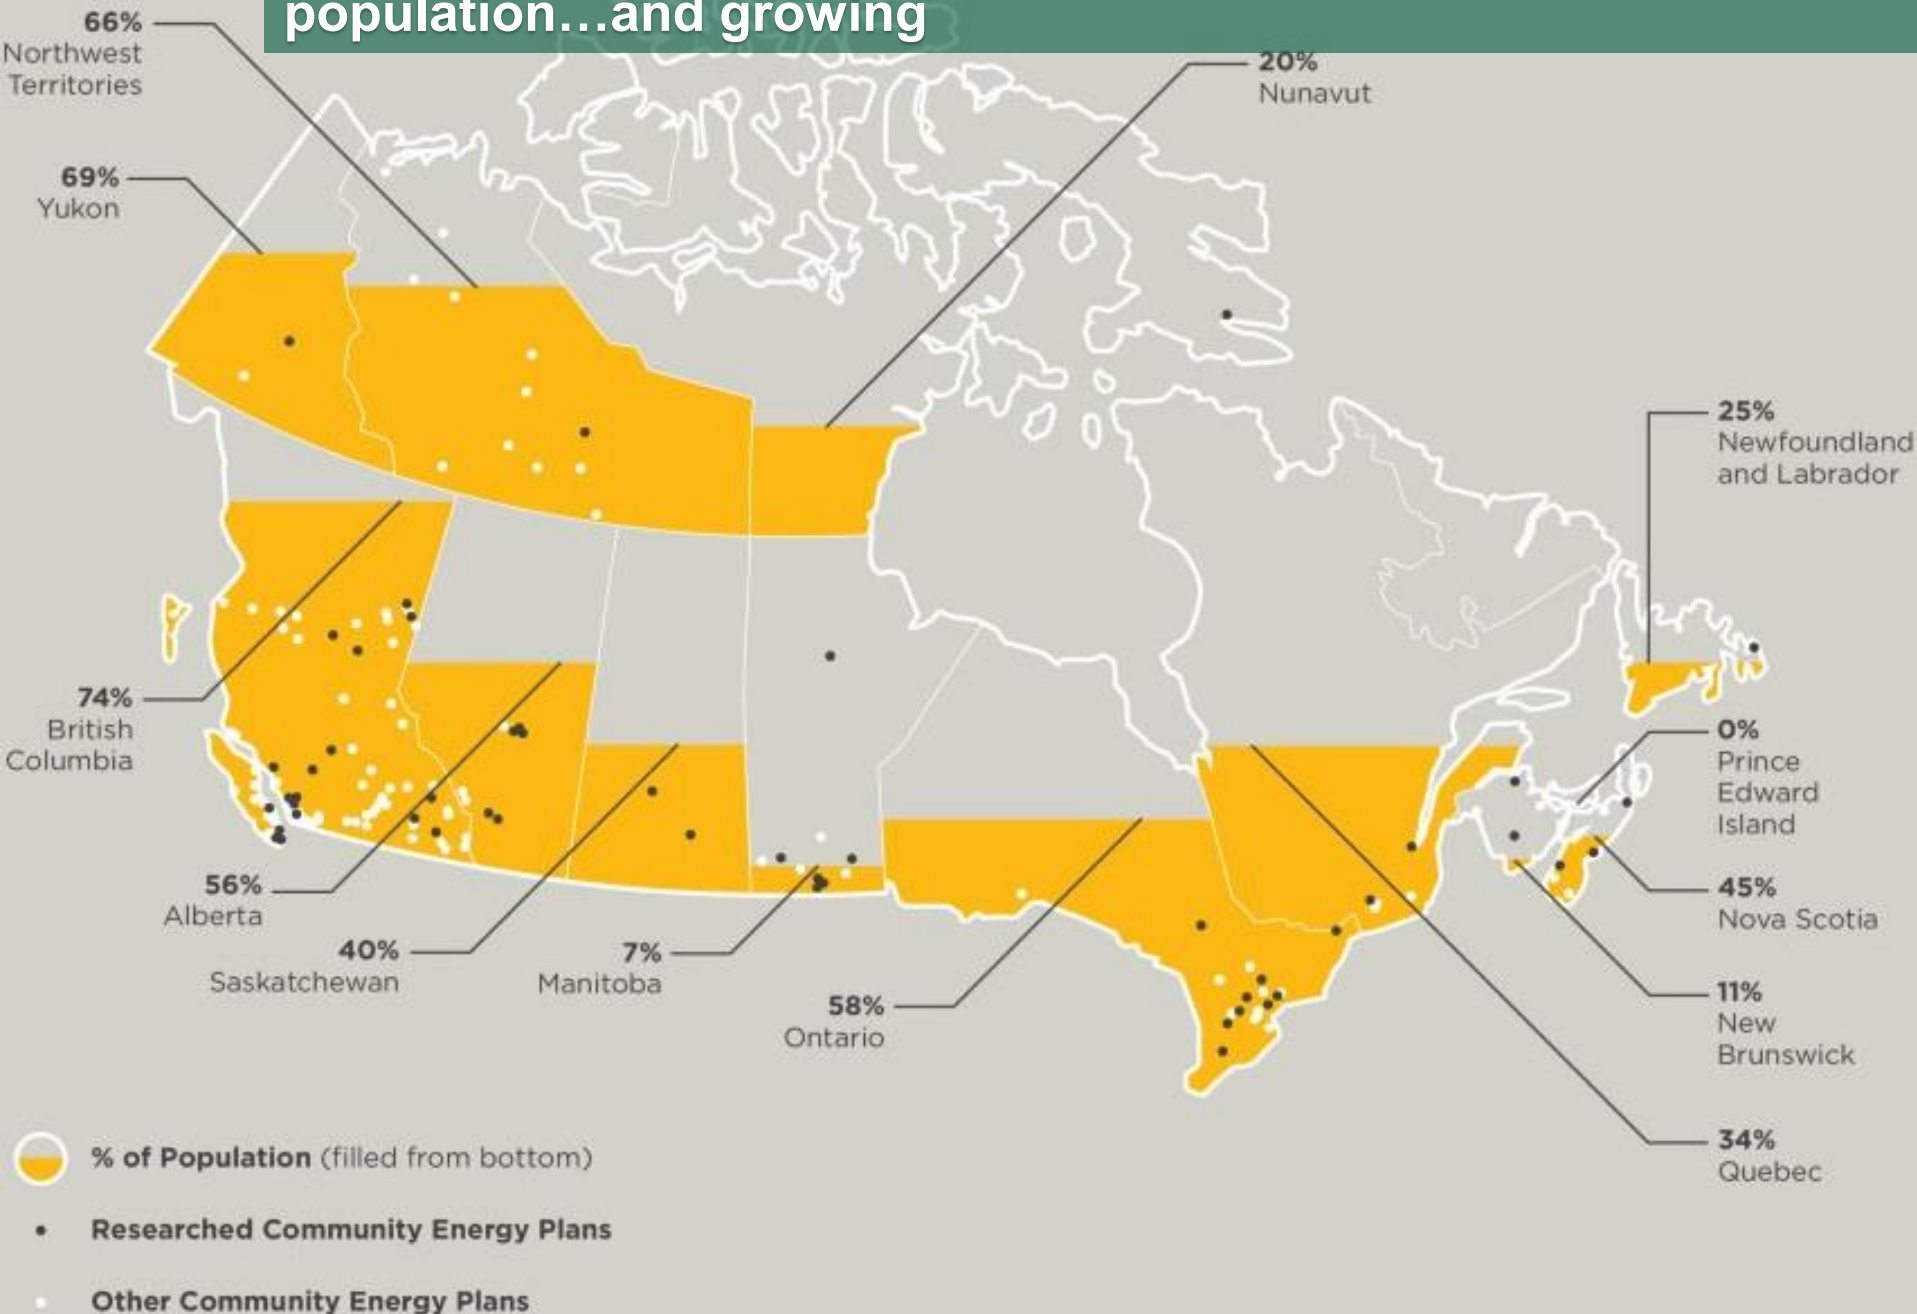 population...and growing
66%
Northwest
Territories
20%
Nunavut
69%
Yukon
25%
Newfoundland
and Labrador
74%
British
Columbia
0%
Prince
Edward
Island
56%
Alberta
45%
Nova Scotia
40%
Saskatchewan
7%
Manitoba
11%
New
Brunswick
58%
Ontario
34%
Quebec
% of Population (filled from bottom)
Researched Community Energy Plans
Other Community Energy Plans